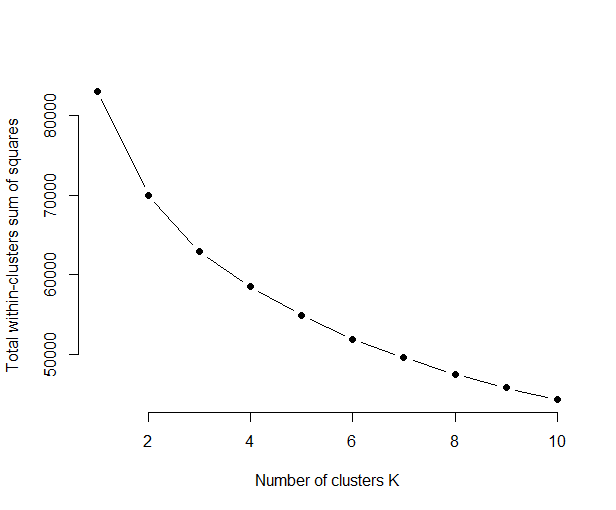 Total within-clusters sum of squares
80000
70000
60000
50000
2 4 6 8 10
Number of clusters K